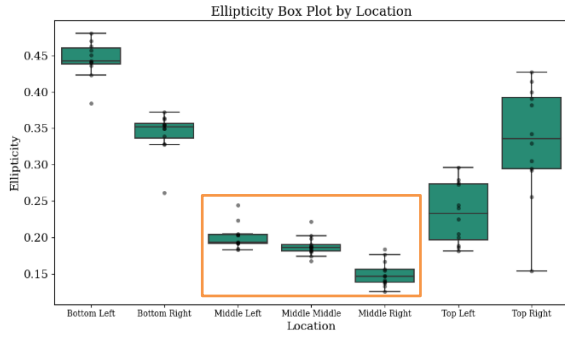 Ellipticity Box Plot by Location
Ellipticity
0.45
0.40
0.35
0.30
0.25
0.20
0.15
Bottom Left Bottom Right Middle Left Middle Middle Middle Right Top Left Top Right
Location